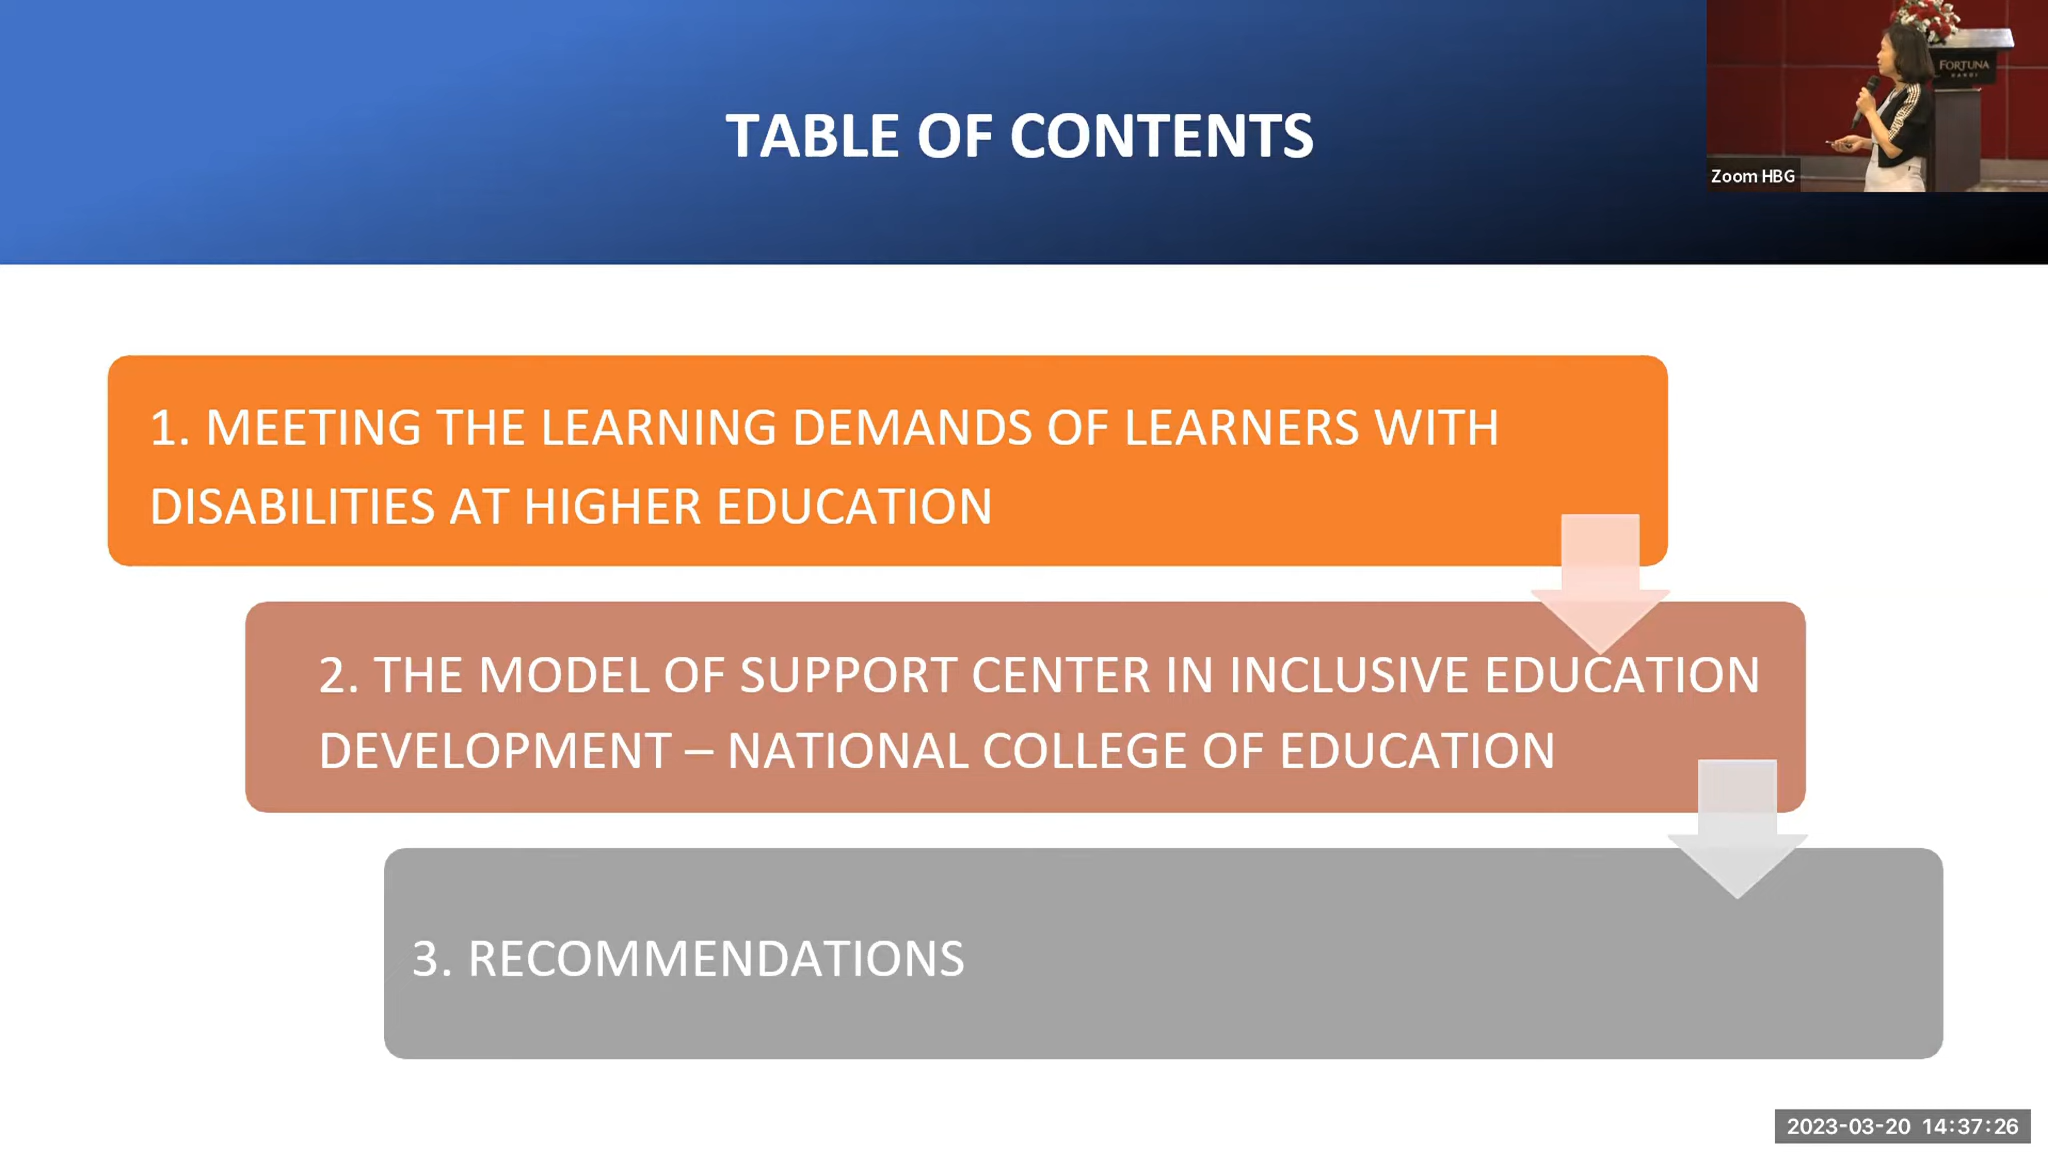 TABLE OF CONTENTS
FORTUNA
HANOI
Zoom HBG
1. MEETING THE LEARNING DEMANDS OF LEARNERS WITH
DISABILITIES AT HIGHER EDUCATION
2. THE MODEL OF SUPPORT CENTER IN INCLUSIVE EDUCATION
DEVELOPMENT – NATIONAL COLLEGE OF EDUCATION
3. RECOMMENDATIONS
2023-03-20 14:37:26